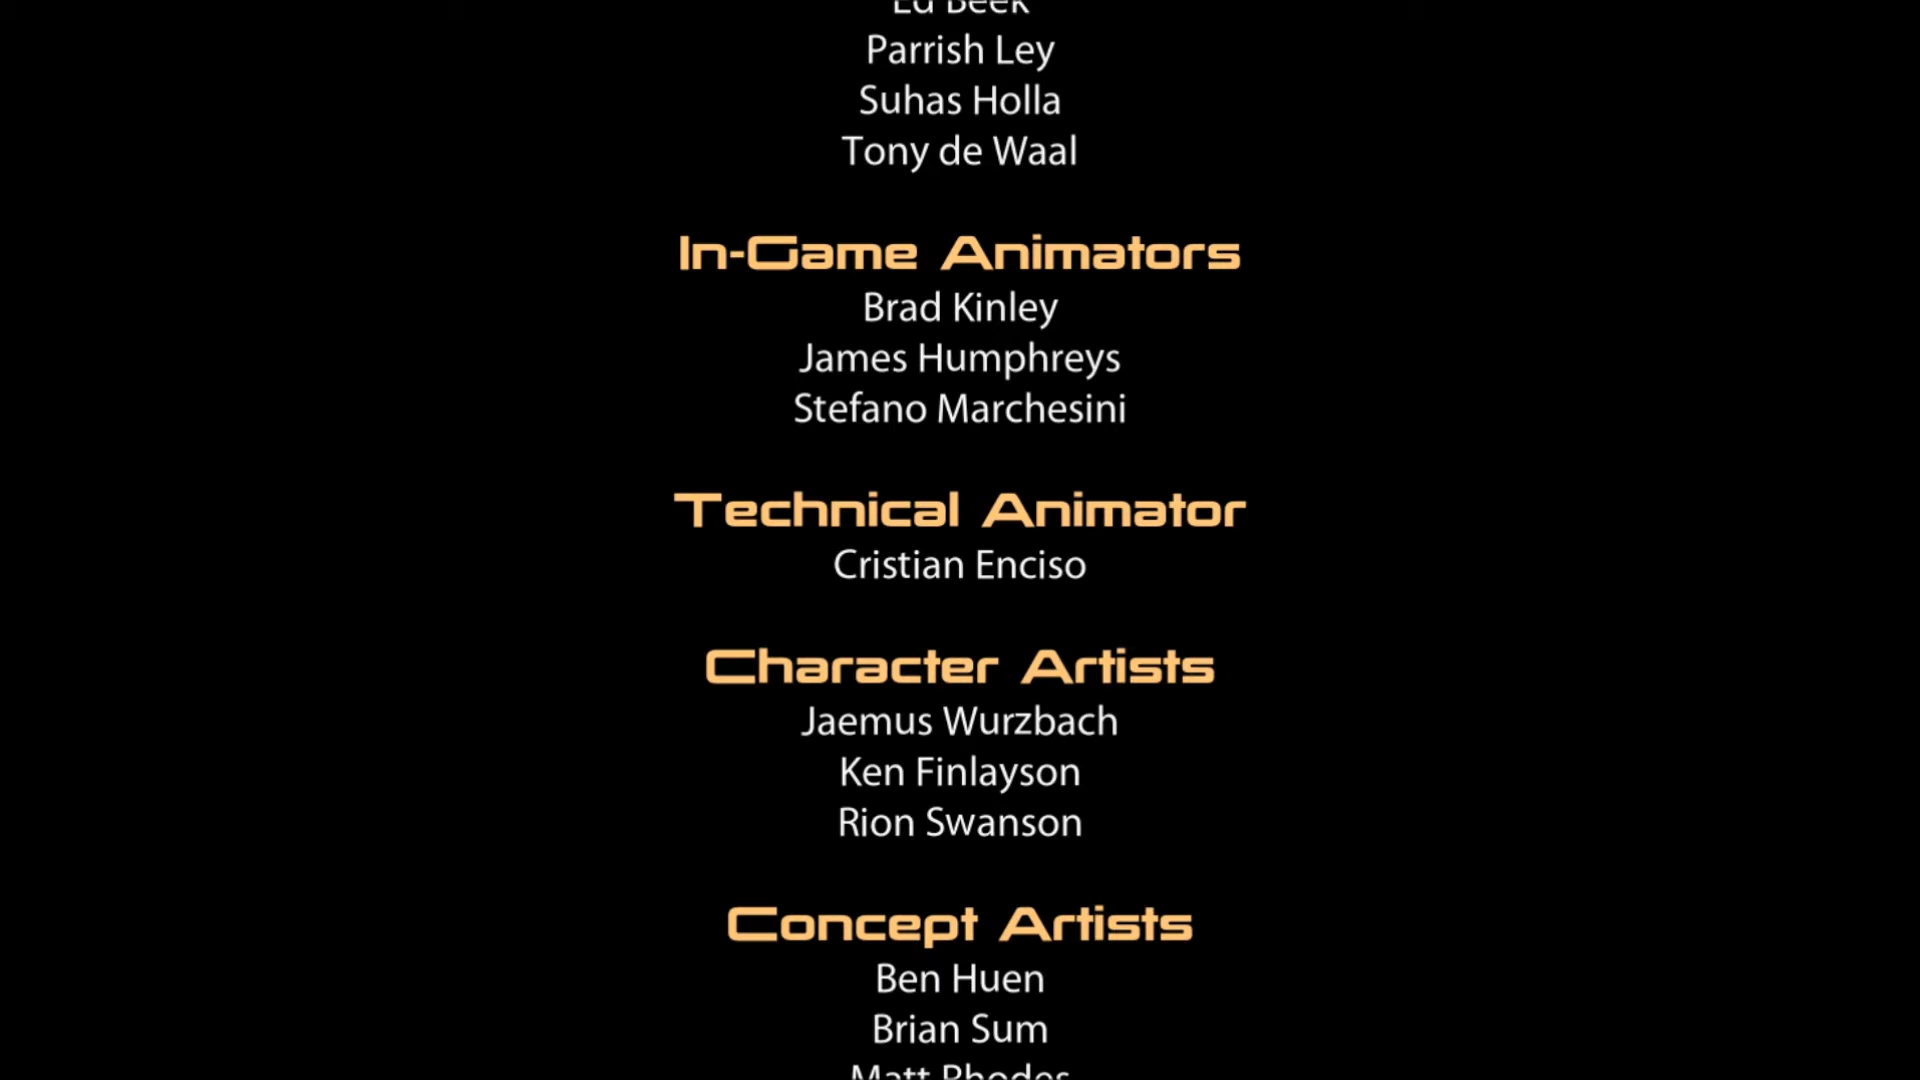 Ed Beek
Parrish Ley
Suhas Holla
Tony de Waal
In-Game Animators
Brad Kinley
James Humphreys
Stefano Marchesini
Technical Animator
Cristian Enciso
Character Artists
Jaemus Wurzbach
Ken Finlayson
Rion Swanson
Concept Artists
Ben Huen
Brian Sum
Matt Rhodes